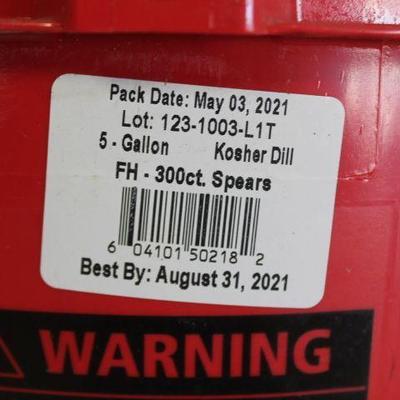 Pack Date: May 03, 2021
Lot: 123-1003-L1T
5 - Gallon Kosher Dill
FH - 300ct. Spears
6 04101 50218 2
Best By: August 31, 2021
WARNING